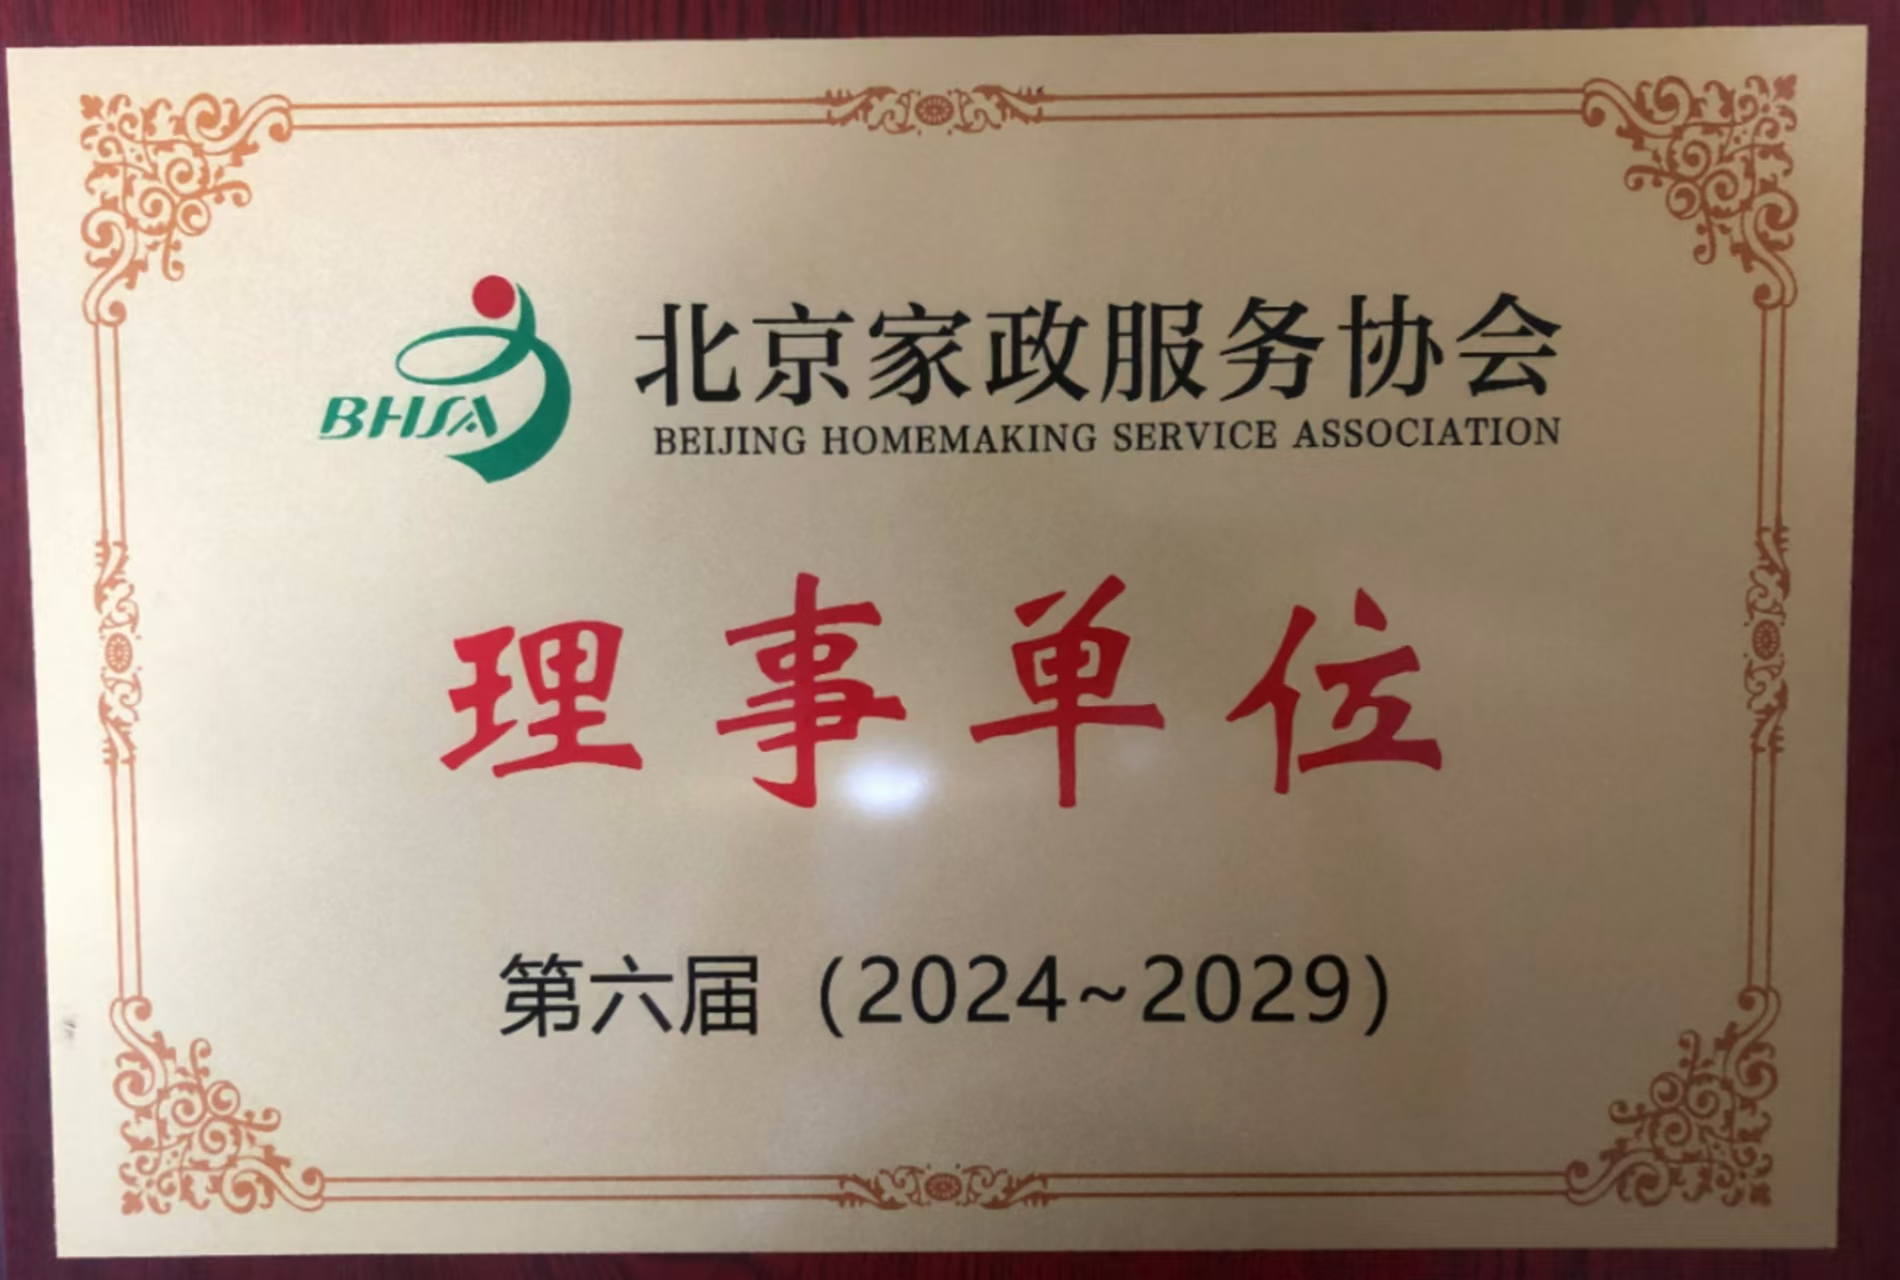 BHSA
北京家政服务协会
BEIJING HOMEMAKING SERVICE ASSOCIATION
理事单位
第六届（2024~2029）